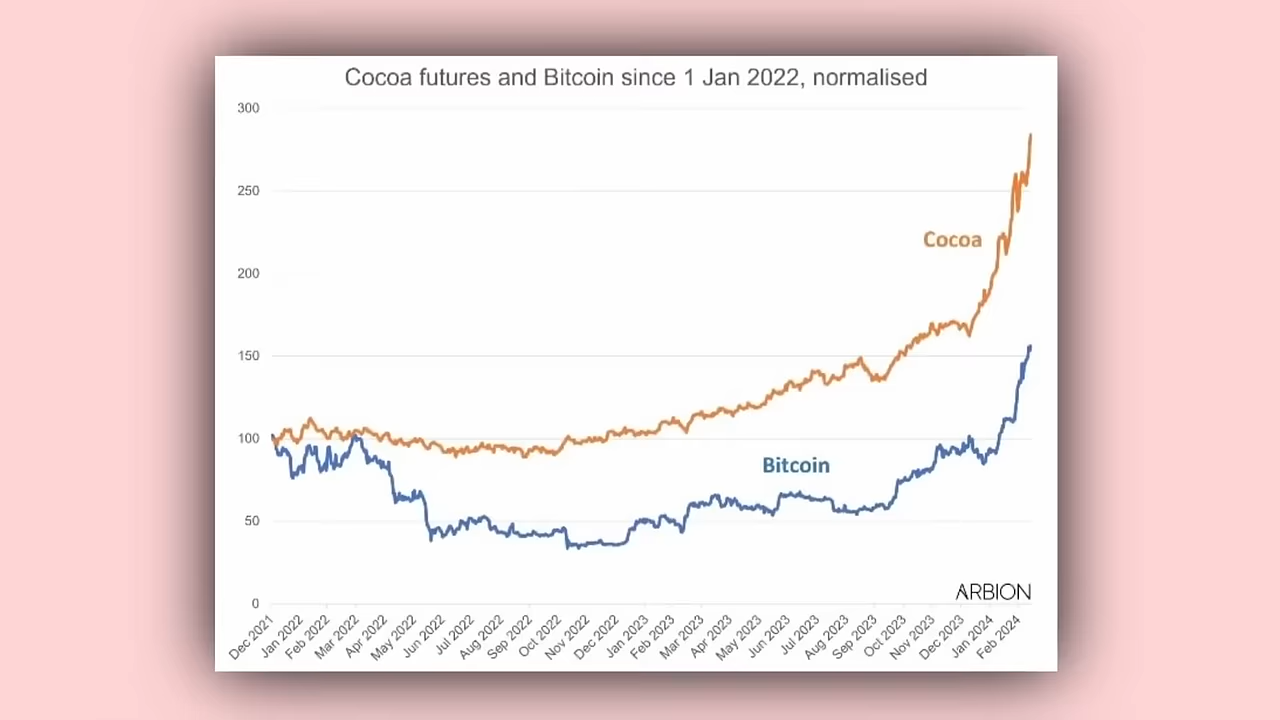 Cocoa futures and Bitcoin since 1 Jan 2022, normalised
300
250
200
150
100
50
0
Cocoa
Bitcoin
ARBION
Dec 2021
Jan 2022
Feb 2022
Mar 2022
Apr 2022
May 2022
Jun 2022
Jul 2022
Aug 2022
Sep 2022
Oct 2022
Nov 2022
Dec 2022
Jan 2023
Feb 2023
Mar 2023
Apr 2023
May 2023
Jun 2023
Jul 2023
Aug 2023
Sep 2023
Oct 2023
Nov 2023
Dec 2023
Jan 2024
Feb 2024